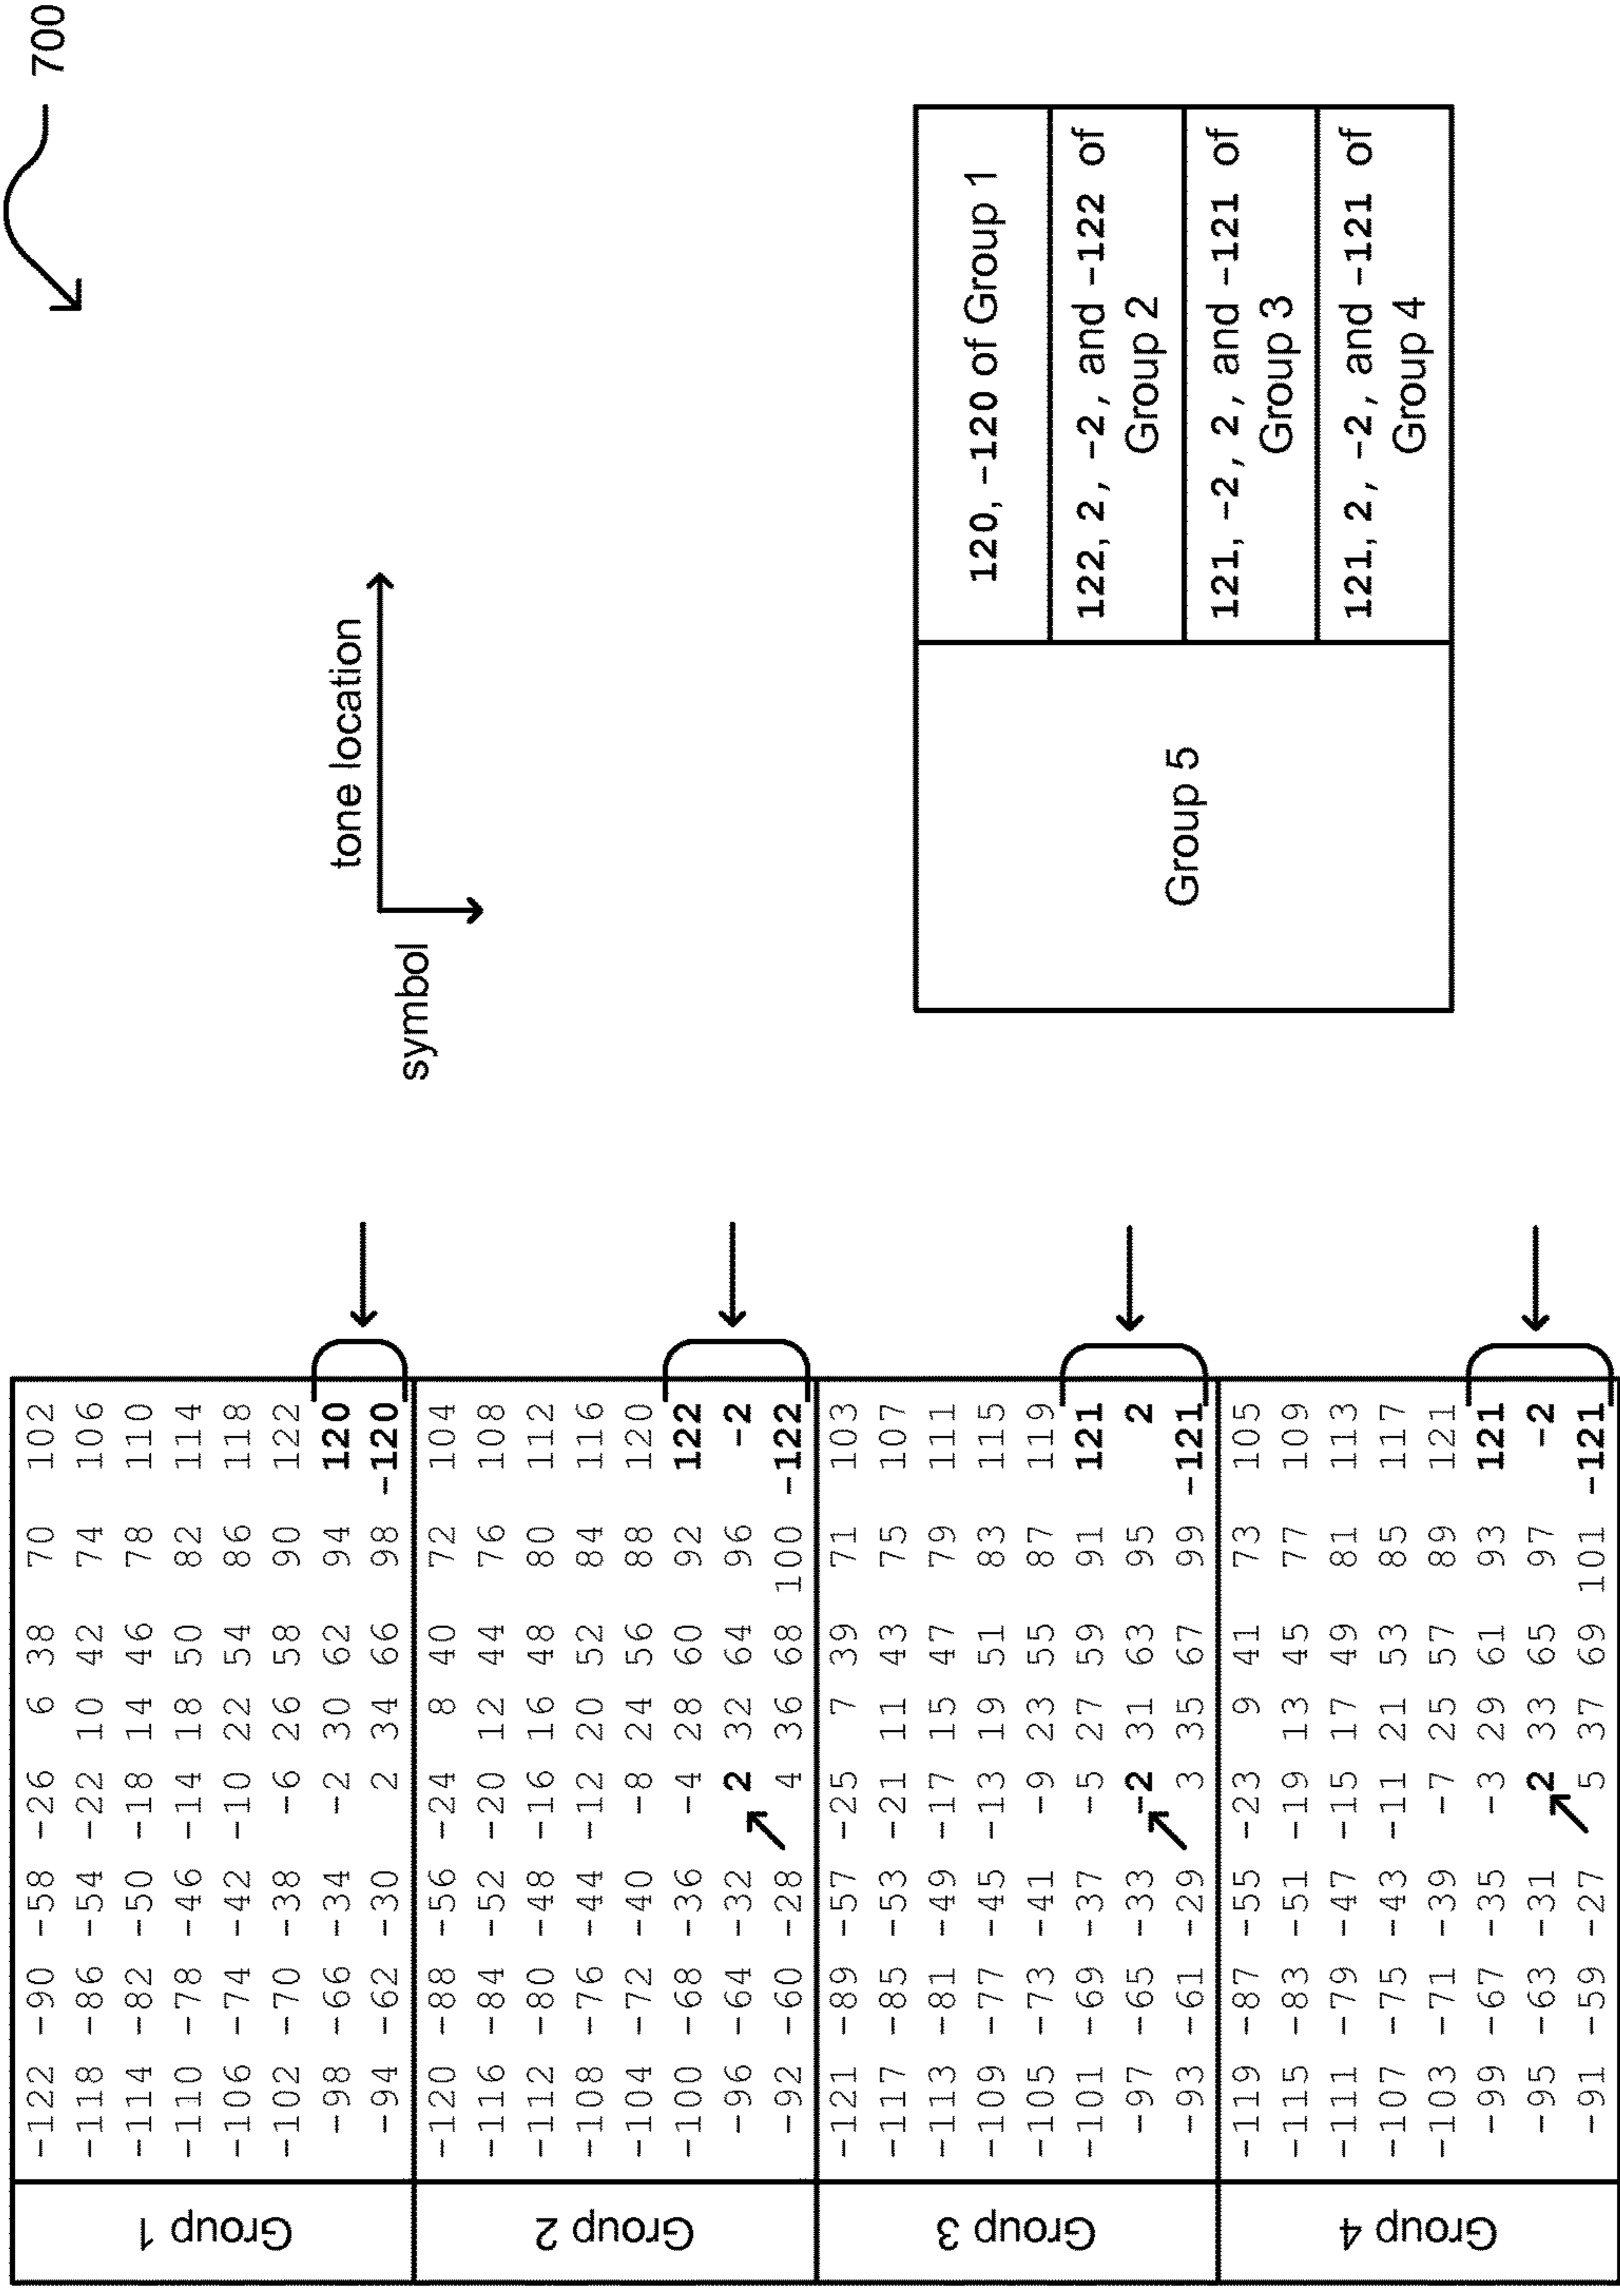 700
Group 1
-122 -90 -58 -26 6 38 70 102
-118 -86 -54 -22 10 42 74 106
-114 -82 -50 -18 14 46 78 110
-110 -78 -46 -14 18 50 82 114
-106 -74 -42 -10 22 54 86 118
-102 -70 -38 -6 26 58 90 122
-98 -66 -34 -2 30 62 94 120
-94 -62 -30 2 34 66 98 -120
Group 2
-120 -88 -56 -24 8 40 72 104
-116 -84 -52 -20 12 44 76 108
-112 -80 -48 -16 16 48 80 112
-108 -76 -44 -12 20 52 84 116
-104 -72 -40 -8 24 56 88 120
-100 -68 -36 -4 28 60 92 122
-96 -64 -32 2 32 64 96 -2
-92 -60 -28 4 36 68 100 -122
Group 3
-121 -89 -57 -25 7 39 71 103
-117 -85 -53 -21 11 43 75 107
-113 -81 -49 -17 15 47 79 111
-109 -77 -45 -13 19 51 83 115
-105 -73 -41 -9 23 55 87 119
-101 -69 -37 -5 27 59 91 121
-97 -65 -33 -2 31 63 95 2
-93 -61 -29 3 35 67 99 -121
Group 4
-119 -87 -55 -23 9 41 73 105
-115 -83 -51 -19 13 45 77 109
-111 -79 -47 -15 17 49 81 113
-107 -75 -43 -11 21 53 85 117
-103 -71 -39 -7 25 57 89 121
-99 -67 -35 -3 29 61 93 121
-95 -63 -31 2 33 65 97 -2
-91 -59 -27 5 37 69 101 -121
tone location
symbol
Group 5
120, -120 of Group 1
122, 2, -2, and -122 of
Group 2
121, -2, 2, and -121 of
Group 3
121, 2, -2, and -121 of
Group 4